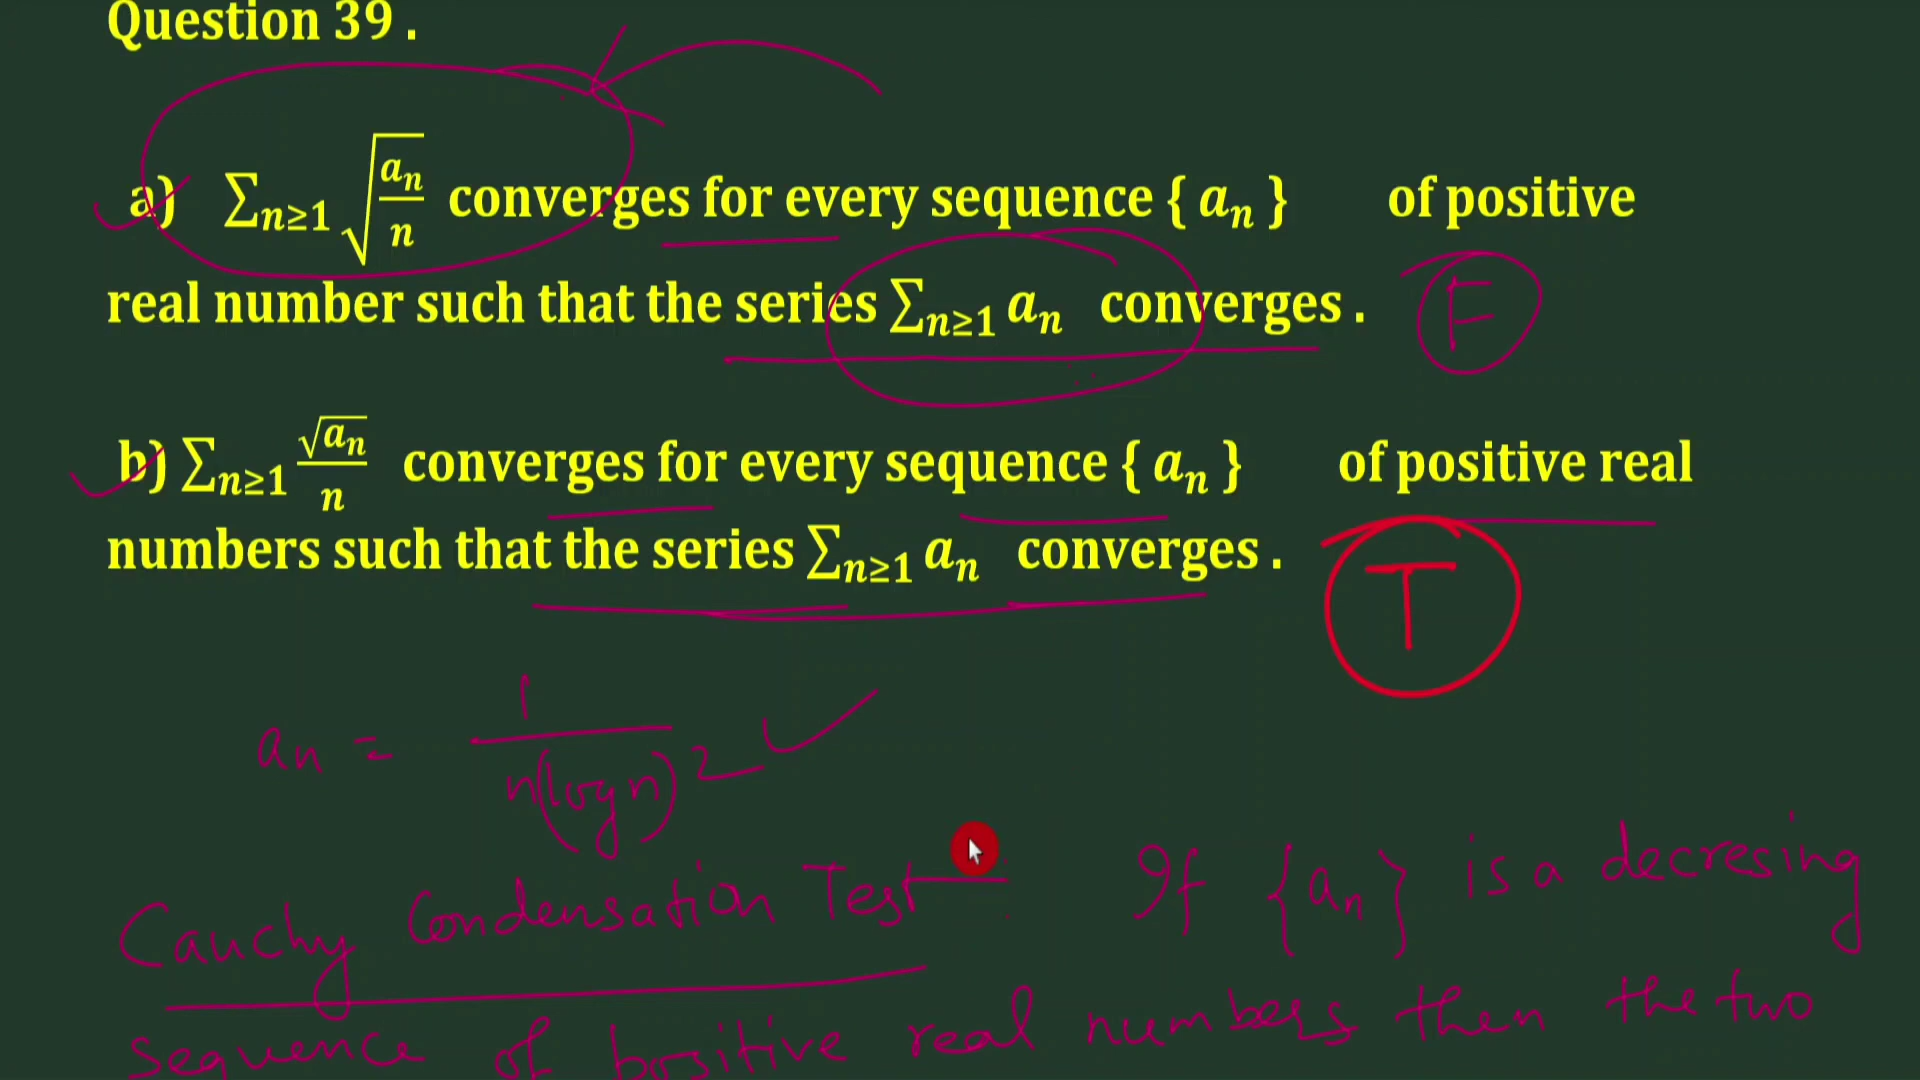 Question 39 .
a) ∑n≥1 √(an/n) converges for every sequence { an } of positive
real number such that the series ∑n≥1 an converges . F
b) ∑n≥1 √an/n converges for every sequence { an } of positive real
numbers such that the series ∑n≥1 an converges . T
an = 1/n(logn)2
Cauchy Condensation Test If {an} is a decresing
sequence of positive real numbers then the two